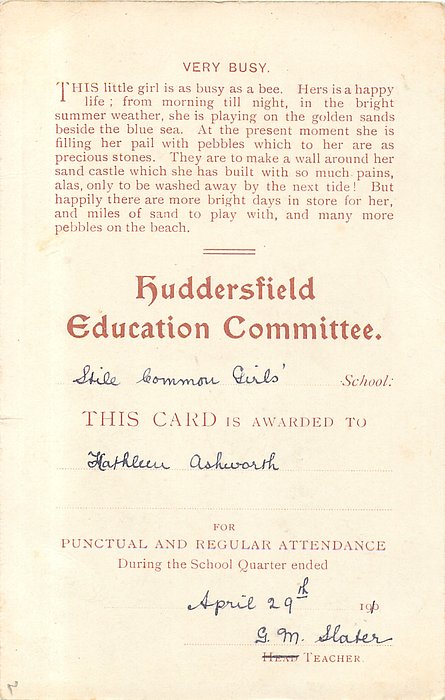 VERY BUSY.
THIS little girl is as busy as a bee. Hers is a happy
life; from morning till night, in the bright
summer weather, she is playing on the golden sands
beside the blue sea. At the present moment she is
filling her pail with pebbles which to her are as
precious stones. They are to make a wall around her
sand castle which she has built with so much pains,
alas, only to be washed away by the next tide! But
happily there are more bright days in store for her,
and miles of sand to play with, and many more
pebbles on the beach.
Huddersfield
Education Committee.
Stile Common Girls' School:
THIS CARD IS AWARDED TO
Kathleen Ashworth
FOR
PUNCTUAL AND REGULAR ATTENDANCE
During the School Quarter ended
April 29th 19
G. M. Slater
HEAD TEACHER.